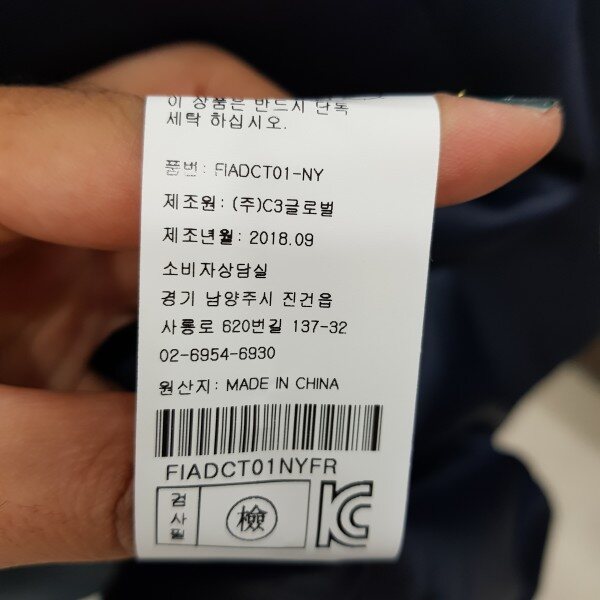 이 상품은 반드시 단독
세탁 하십시오.
품번: FIADCT01-NY
제조원: (주)C3글로벌
제조년월: 2018.09
소비자상담실
경기 남양주시 진건읍
사릉로 620번길 137-32
02-6954-6930
원산지: MADE IN CHINA
FIADCT01NYFR
검사필
檢
KC